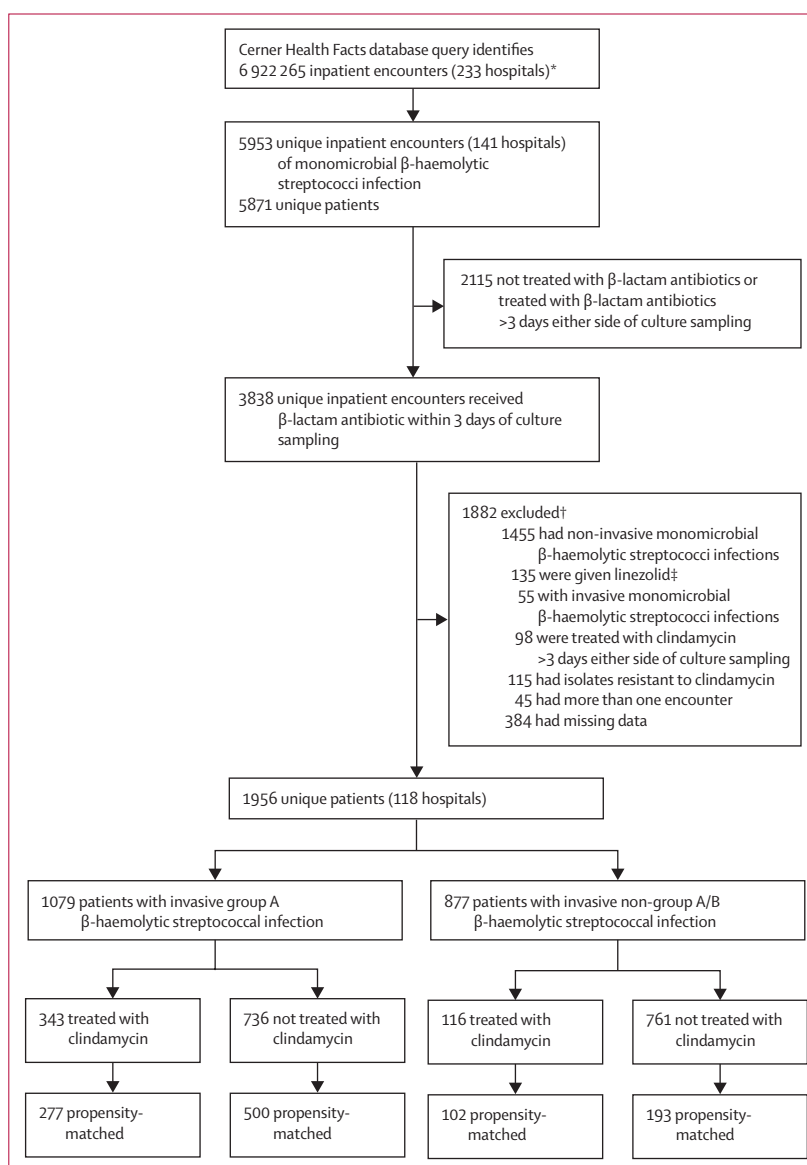 Cerner Health Facts database query identifies
6 922 265 inpatient encounters (233 hospitals)*
5953 unique inpatient encounters (141 hospitals)
of monomicrobial β-haemolytic
streptococci infection
5871 unique patients
2115 not treated with β-lactam antibiotics or
treated with β-lactam antibiotics
>3 days either side of culture sampling
3838 unique inpatient encounters received
β-lactam antibiotic within 3 days of culture
sampling
1882 excluded†
1455 had non-invasive monomicrobial
β-haemolytic streptococci infections
135 were given linezolid‡
55 with invasive monomicrobial
β-haemolytic streptococci infections
98 were treated with clindamycin
>3 days either side of culture sampling
115 had isolates resistant to clindamycin
45 had more than one encounter
384 had missing data
1956 unique patients (118 hospitals)
1079 patients with invasive group A
β-haemolytic streptococcal infection
877 patients with invasive non-group A/B
β-haemolytic streptococcal infection
343 treated with
clindamycin
736 not treated with
clindamycin
116 treated with
clindamycin
761 not treated with
clindamycin
277 propensity-
matched
500 propensity-
matched
102 propensity-
matched
193 propensity-
matched